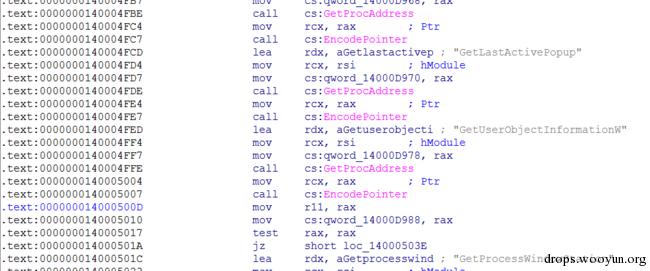 .text:0000000140004FB7 mov cs:qword_14000D968, rax
.text:0000000140004FBE call cs:GetProcAddress
.text:0000000140004FC4 mov rcx, rax ; Ptr
.text:0000000140004FC7 call cs:EncodePointer
.text:0000000140004FCD lea rdx, aGetlastactivep ; "GetLastActivePopup"
.text:0000000140004FD4 mov rcx, rsi ; hModule
.text:0000000140004FD7 mov cs:qword_14000D970, rax
.text:0000000140004FDE call cs:GetProcAddress
.text:0000000140004FE4 mov rcx, rax ; Ptr
.text:0000000140004FE7 call cs:EncodePointer
.text:0000000140004FED lea rdx, aGetuserobjecti ; "GetUserObjectInformationW"
.text:0000000140004FF4 mov rcx, rsi ; hModule
.text:0000000140004FF7 mov cs:qword_14000D978, rax
.text:0000000140004FFE call cs:GetProcAddress
.text:0000000140005004 mov rcx, rax ; Ptr
.text:0000000140005007 call cs:EncodePointer
.text:000000014000500D mov r11, rax
.text:0000000140005010 mov cs:qword_14000D988, rax
.text:0000000140005017 test rax, rax
.text:000000014000501A jz short loc_14000503E
.text:000000014000501C lea rdx, aGetprocesswind ;
drops.wooyun.org
mov rcx, rsi ; hModule